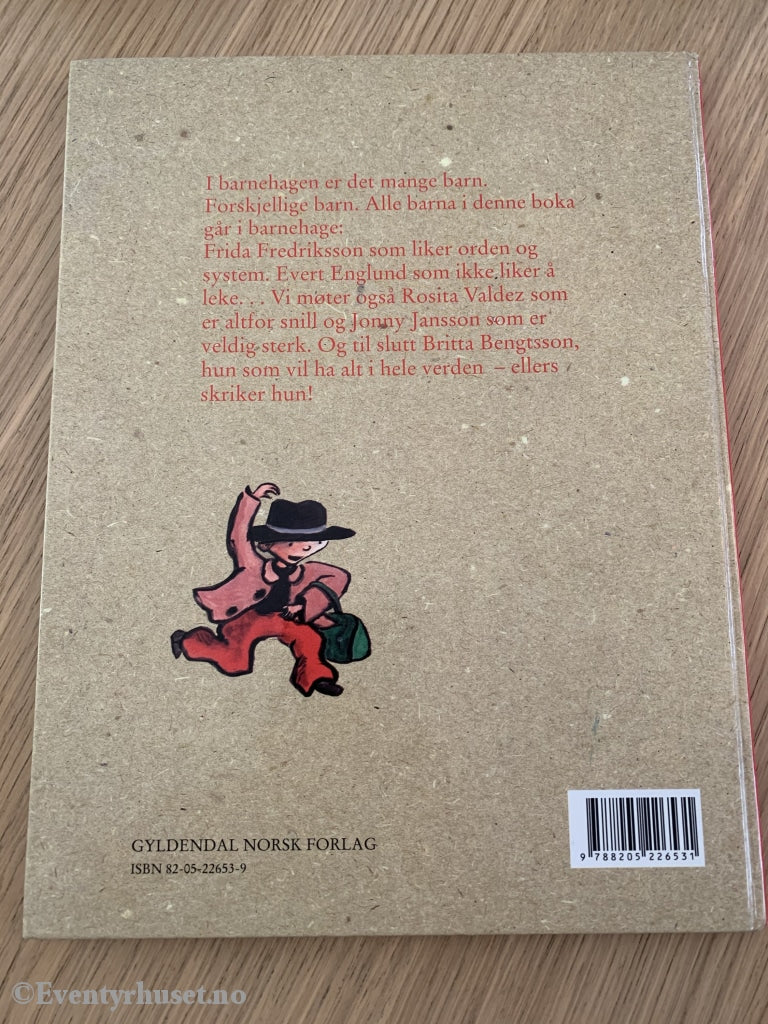 I barnehagen er det mange barn.
Forskjellige barn. Alle barna i denne boka
går i barnehage:
Frida Fredriksson som liker orden og
system. Evert Englund som ikke liker å
leke. . . Vi møter også Rosita Valdez som
er altfor snill og Jonny Jansson som er
veldig sterk. Og til slutt Britta Bengtsson,
hun som vil ha alt i hele verden – ellers
skriker hun!
GYLDENDAL NORSK FORLAG
ISBN 82-05-22653-9
9 788205 226531
©Eventyrhuset.no